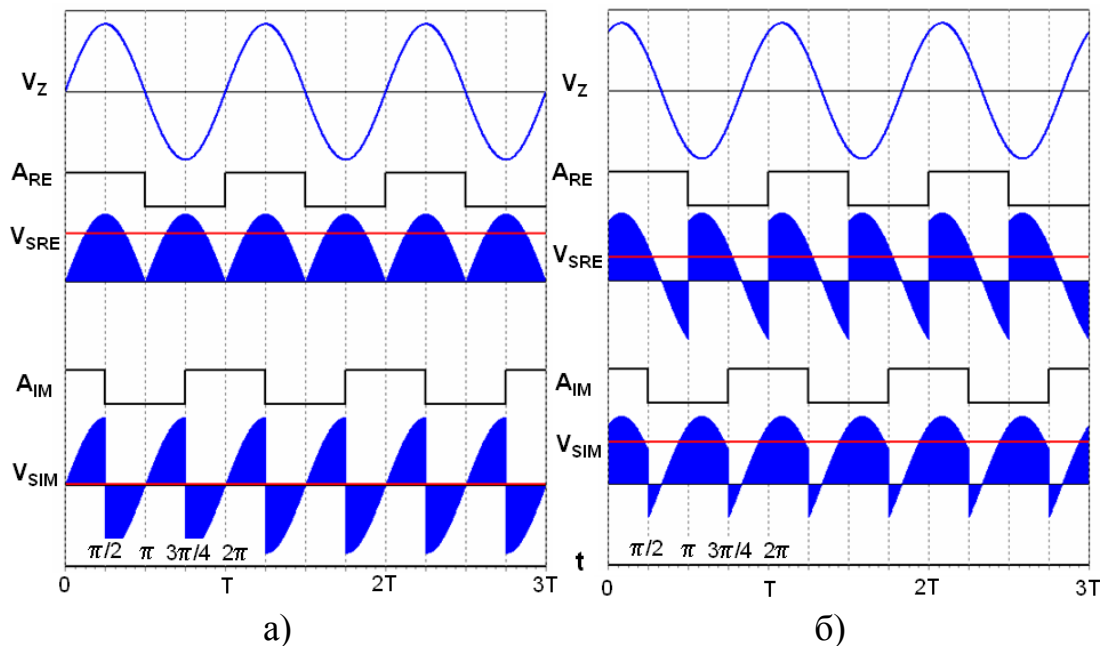 V_Z
A_RE
V_SRE
A_IM
V_SIM
π/2 π 3π/4 2π
0 T 2T 3T
а)
V_Z
A_RE
V_SRE
A_IM
V_SIM
π/2 π 3π/4 2π
t
0 T 2T 3T
б)